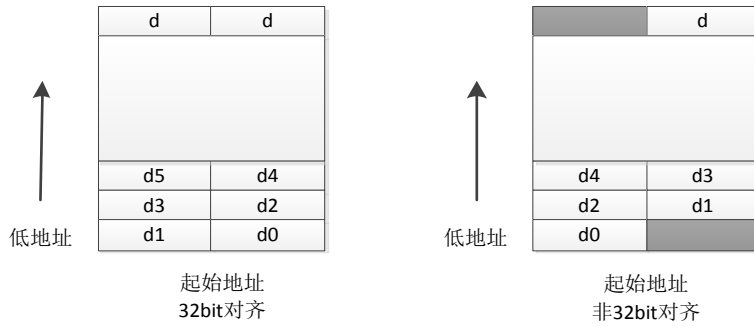 d d
d5 d4
d3 d2
d1 d0
低地址
起始地址
32bit对齐
d
d4 d3
d2 d1
d0
低地址
起始地址
非32bit对齐